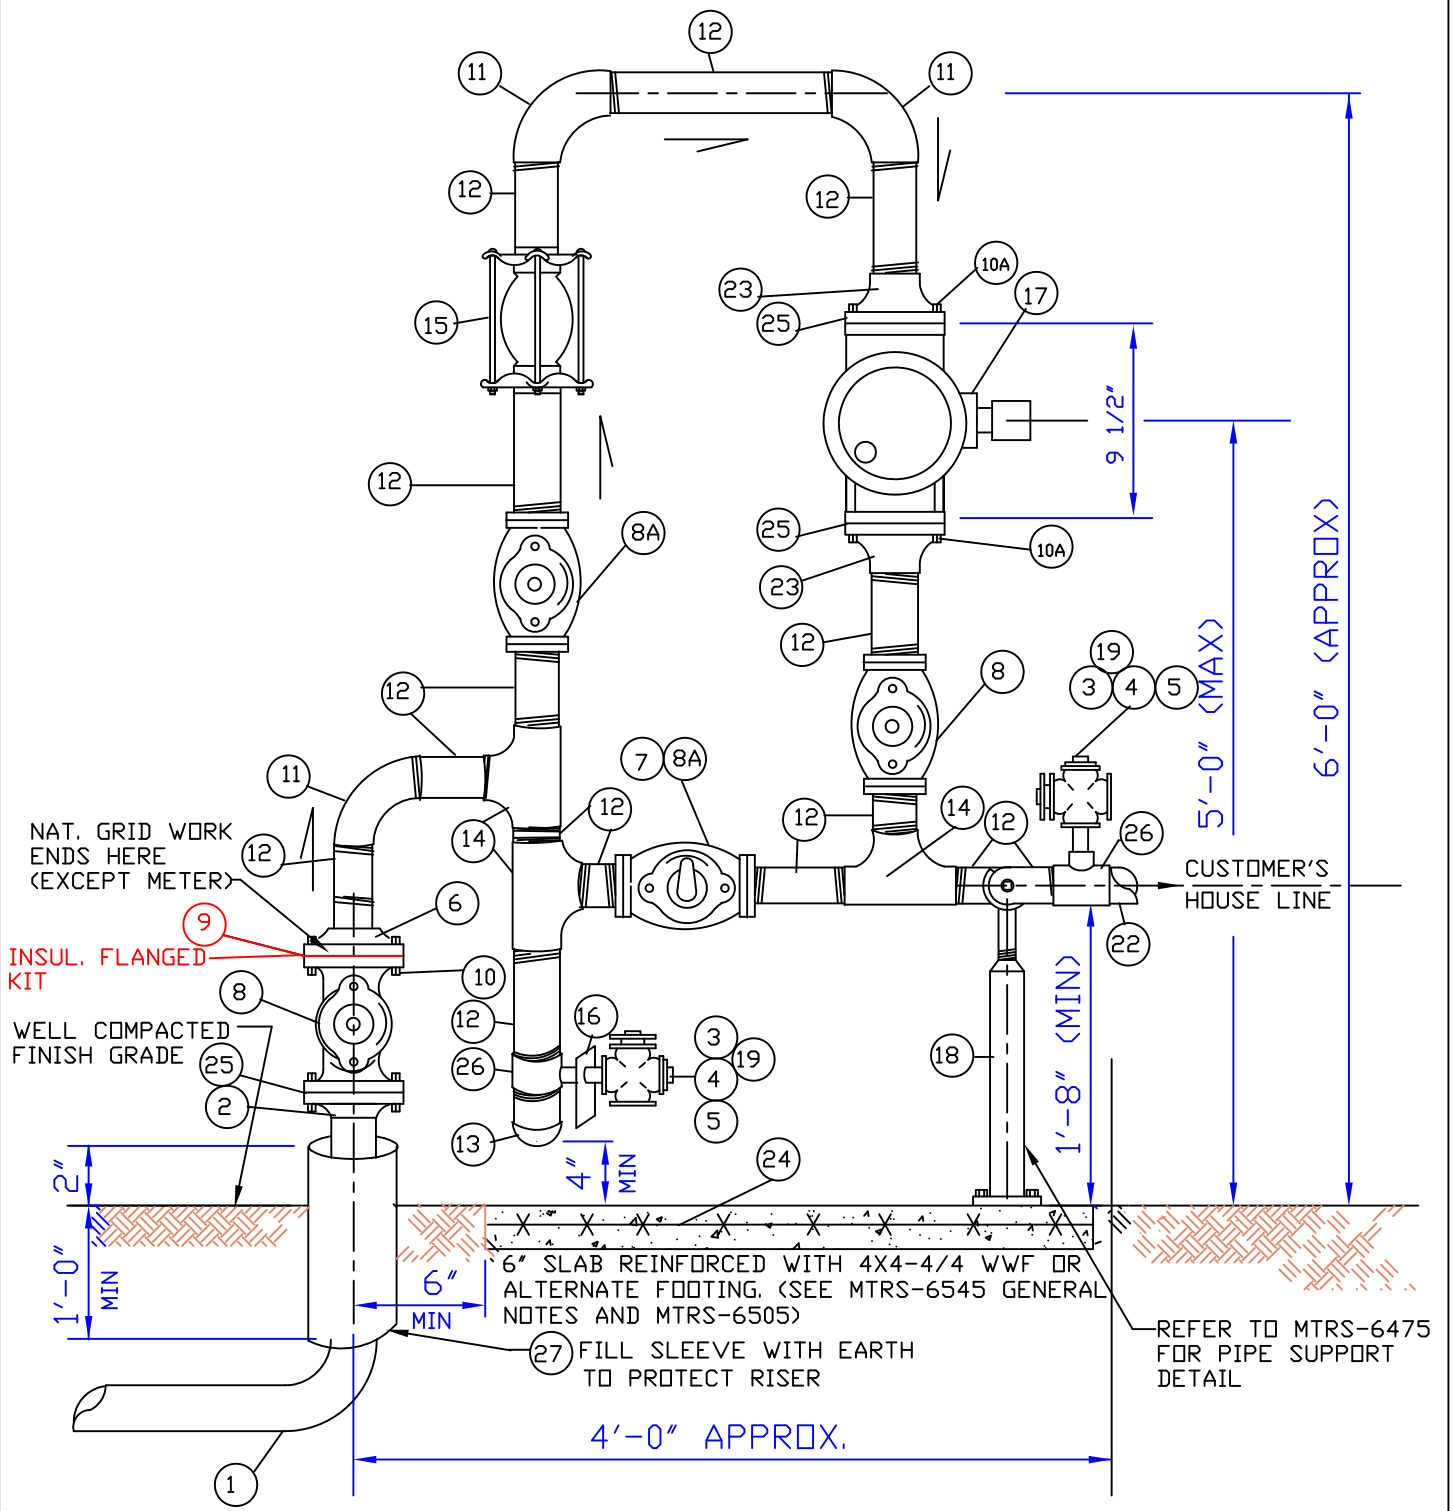 12
11
11
12
12
10A
23
17
25
15
9 1/2"
12
8A
25
10A
23
6'-0" (APPROX)
12
19
8
3 4 5
5'-0" (MAX)
12
7 8A
11
12
12
14
12
NAT. GRID WORK
ENDS HERE
(EXCEPT METER)
12
14
26
CUSTOMER'S
HOUSE LINE
6
9
22
INSUL. FLANGED
KIT
10
8
12
16
WELL COMPACTED
FINISH GRADE
3
19
18
1'-8" (MIN)
25
26
4
2
5
13
2"
4"
MIN
24
1'-0"
MIN
6"
MIN
6" SLAB REINFORCED WITH 4X4-4/4 WWF OR
ALTERNATE FOOTING. (SEE MTRS-6545 GENERAL
NOTES AND MTRS-6505)
27 FILL SLEEVE WITH EARTH
TO PROTECT RISER
REFER TO MTRS-6475
FOR PIPE SUPPORT
DETAIL
4'-0" APPROX.
1